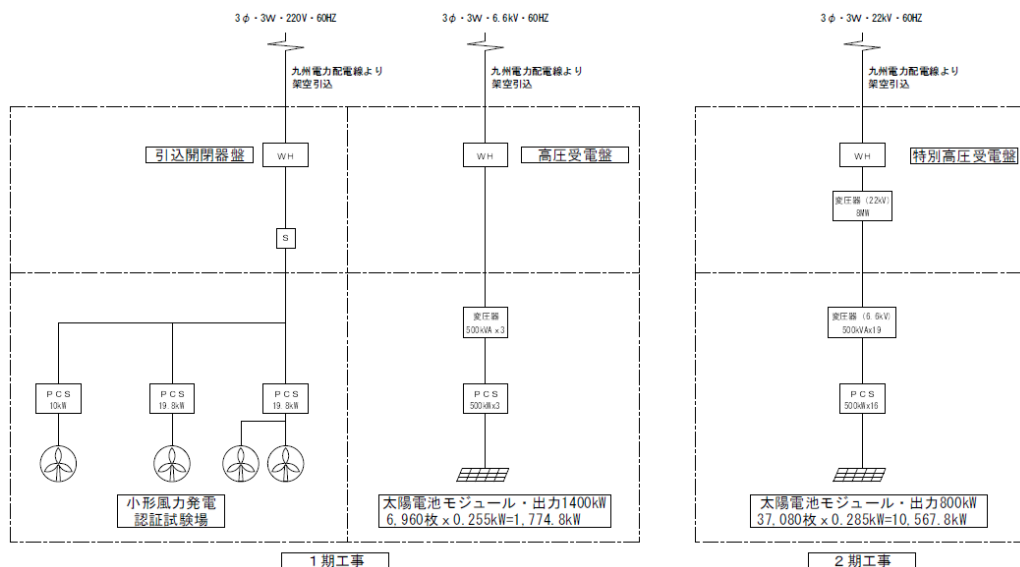 3φ・3W・220V・60HZ
九州電力配電線より
架空引込
引込開閉器盤
WH
S
PCS
10kW
PCS
19.8kW
PCS
19.8kW
小形風力発電
認証試験場
3φ・3W・6.6kV・60HZ
九州電力配電線より
架空引込
WH
高圧受電盤
変圧器
500kVAx3
PCS
500kWx3
太陽電池モジュール・出力1400kW
6,960枚x0.255kW=1,774.8kW
1期工事
3φ・3W・22kV・60HZ
九州電力配電線より
架空引込
WH
特別高圧受電盤
変圧器(22kV)
8MW
変圧器(6.6kV)
500kVAx19
PCS
500kWx16
太陽電池モジュール・出力800kW
37,080枚x0.285kW=10,567.8kW
2期工事